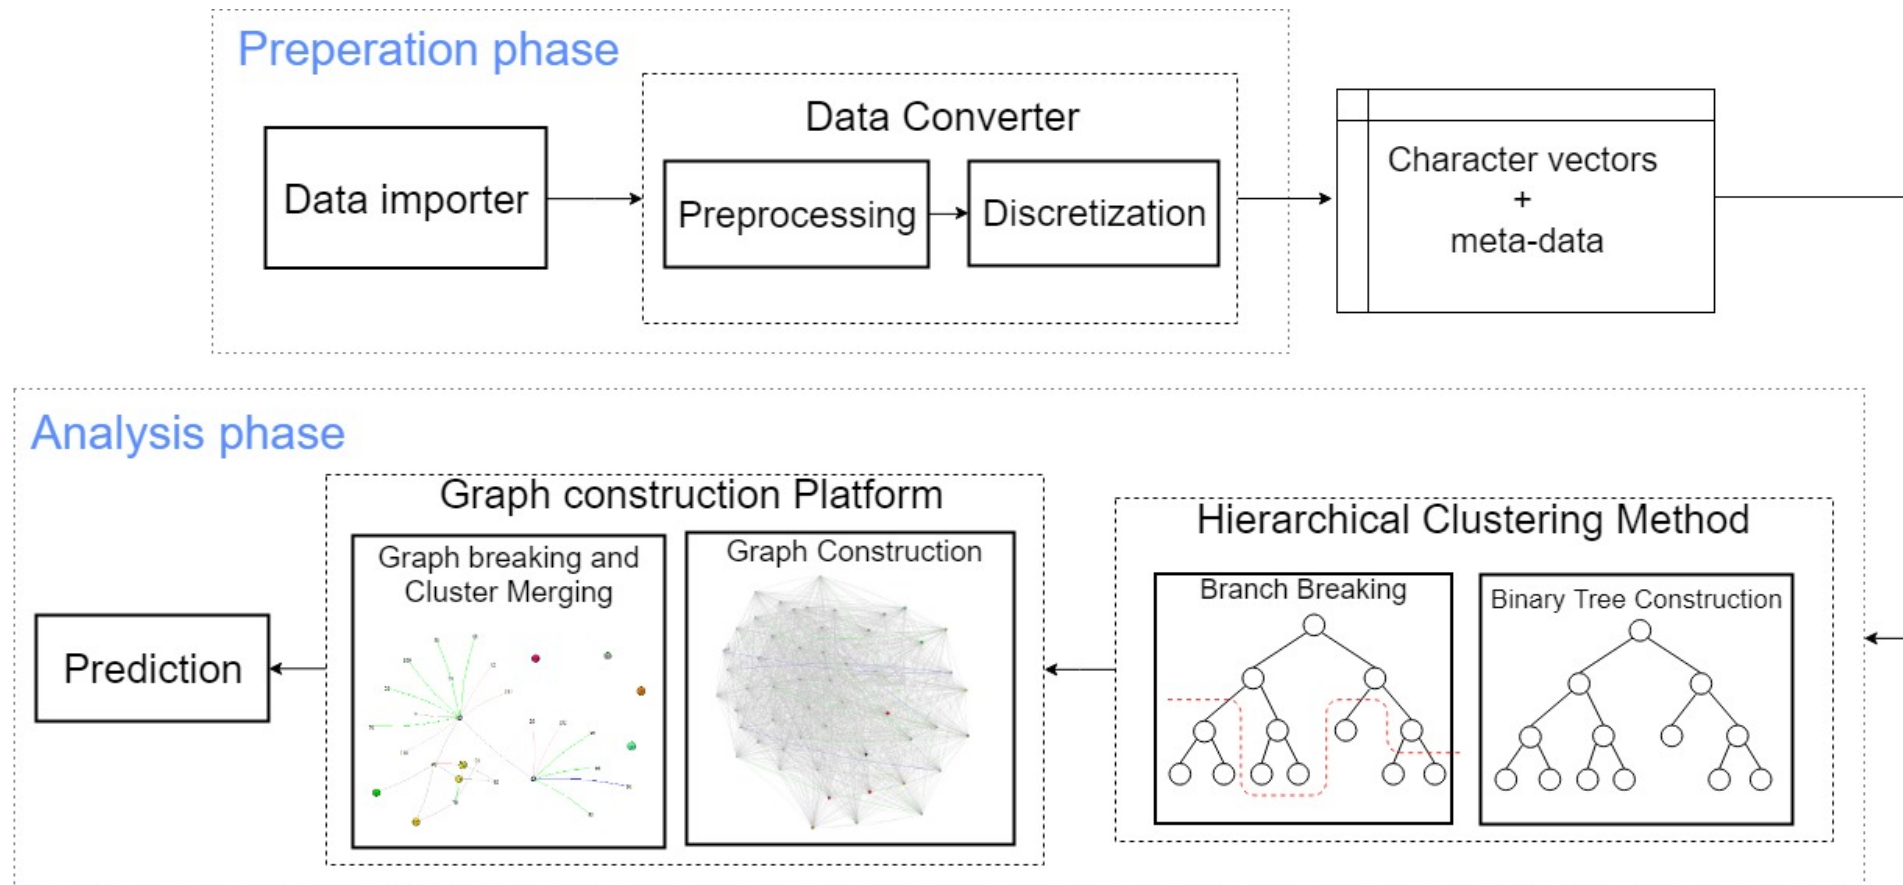 Preperation phase
Data importer
Data Converter
Preprocessing
Discretization
Character vectors
+
meta-data
Analysis phase
Graph construction Platform
Graph breaking and
Cluster Merging
Graph Construction
Hierarchical Clustering Method
Branch Breaking
Binary Tree Construction
Prediction